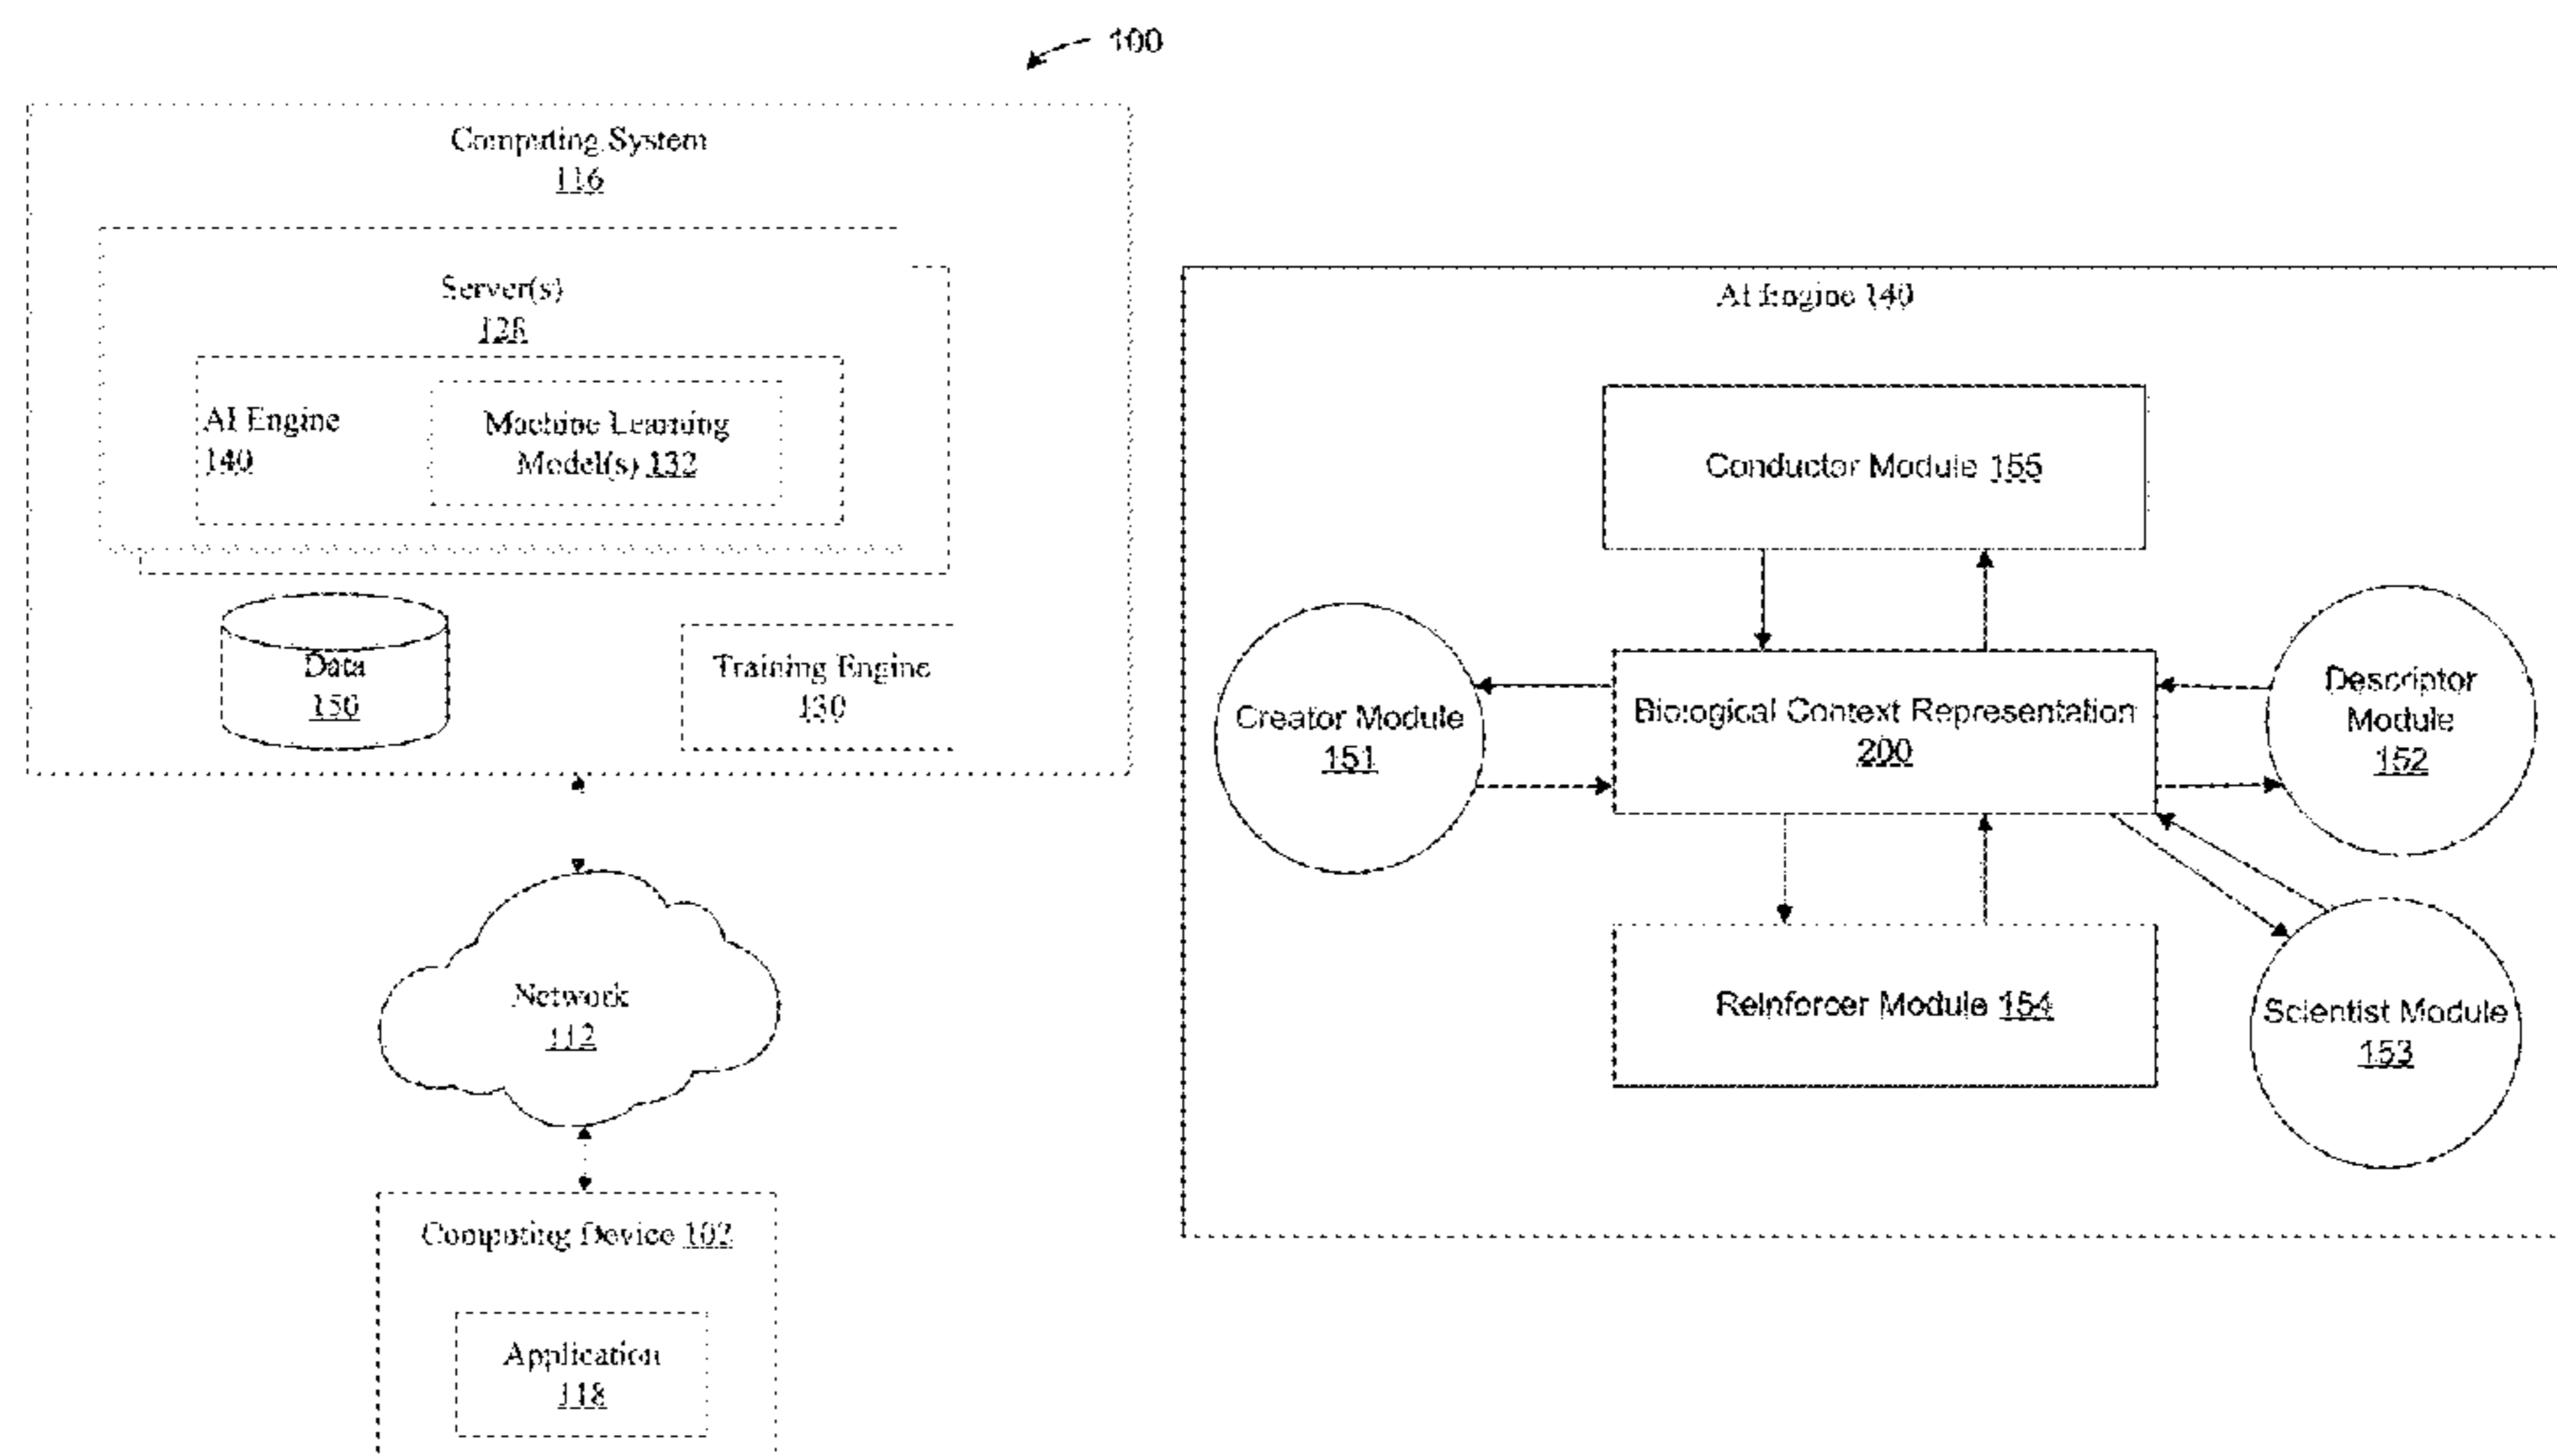 100
Computing System
116
Server(s)
128
AI Engine
140
Machine Learning
Model(s) 132
Data
150
Training Engine
130
Network
112
Computing Device 102
Application
118
AI Engine 140
Conductor Module 155
Creator Module
151
Biological Context Representation
200
Descriptor
Module
152
Reinforcer Module 154
Scientist Module
153